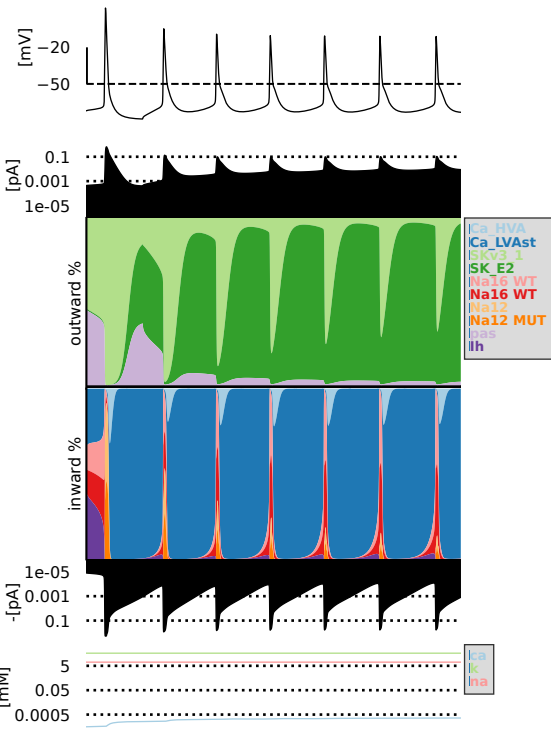 [mV]
−20
−50
[pA]
0.1
0.001
1e-05
outward %
Ca_HVA
Ca_LVAst
SKv3_1
SK_E2
Na16 WT
Na16 WT
Na12
Na12 MUT
pas
Ih
inward %
-[pA]
1e-05
0.001
0.1
[mM]
5
0.05
0.0005
ca
k
na